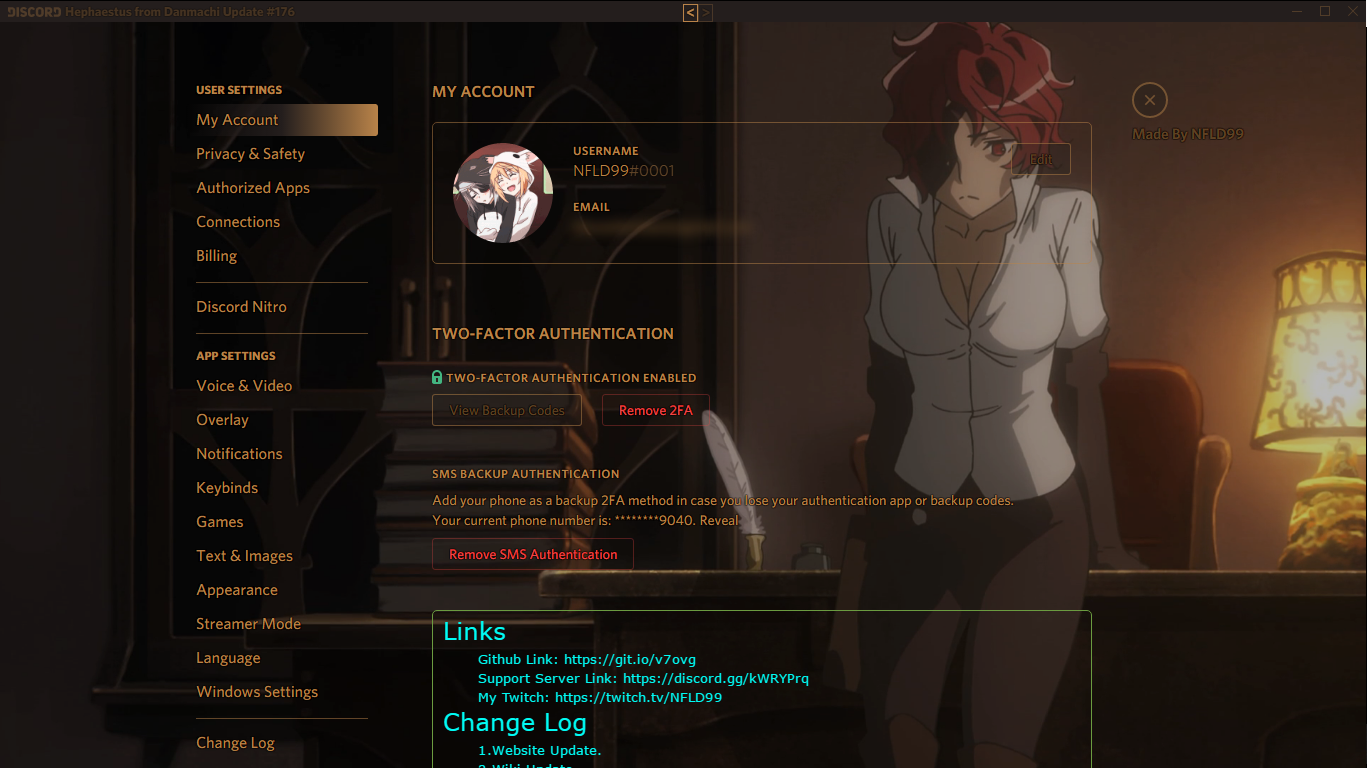 DISCORD Hephaestus from Danmachi Update #176
< >
USER SETTINGS
My Account
Privacy & Safety
Authorized Apps
Connections
Billing
Discord Nitro
APP SETTINGS
Voice & Video
Overlay
Notifications
Keybinds
Games
Text & Images
Appearance
Streamer Mode
Language
Windows Settings
Change Log
MY ACCOUNT
USERNAME
NFLD99#0001
Edit
EMAIL
Made By NFLD99
TWO-FACTOR AUTHENTICATION
TWO-FACTOR AUTHENTICATION ENABLED
View Backup Codes
Remove 2FA
SMS BACKUP AUTHENTICATION
Add your phone as a backup 2FA method in case you lose your authentication app or backup codes.
Your current phone number is: ********9040. Reveal
Remove SMS Authentication
Links
Github Link: https://git.io/v7ovg
Support Server Link: https://discord.gg/kWRYPrq
My Twitch: https://twitch.tv/NFLD99
Change Log
1.Website Update.
2.Wiki Update